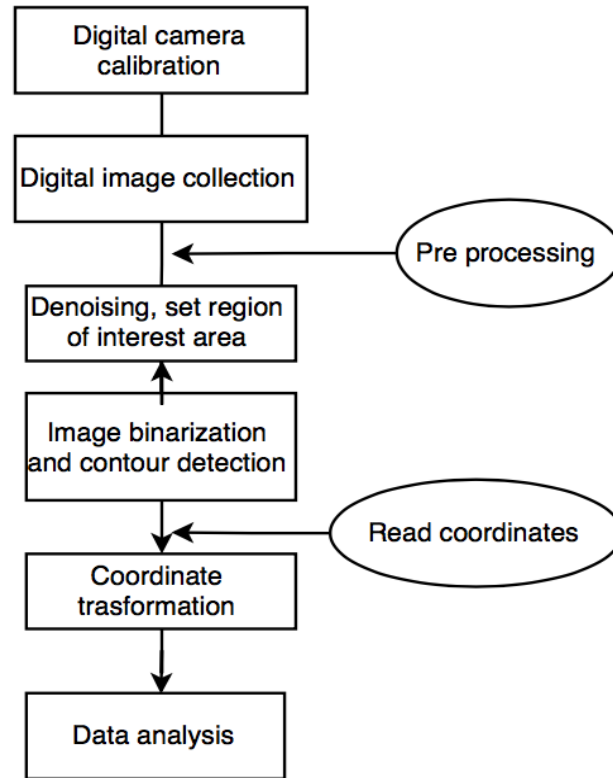 Digital camera
calibration
Digital image collection
Pre processing
Denoising, set region
of interest area
Image binarization
and contour detection
Read coordinates
Coordinate
trasformation
Data analysis